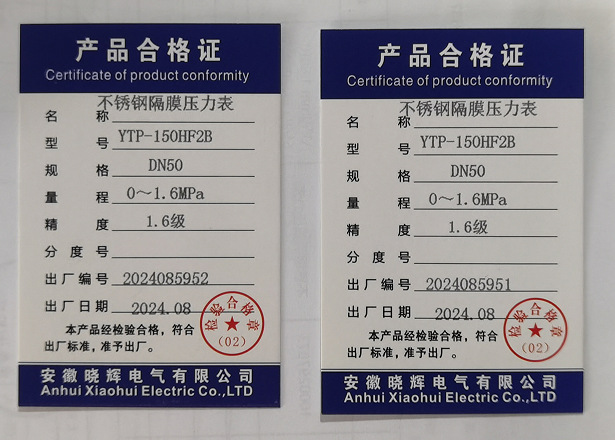 产品合格证
Certificate of product conformity
名 称 不锈钢隔膜压力表
型 号 YTP-150HF2B
规 格 DN50
量 程 0～1.6MPa
精 度 1.6级
分 度 号
出厂编号 2024085952
出厂日期 2024.08
本产品经检验合格，符合
出厂标准，准予出厂。
检验合格章
(02)
安徽晓辉电气有限公司
Anhui Xiaohui Electric Co.,LTD
产品合格证
Certificate of product conformity
名 称 不锈钢隔膜压力表
型 号 YTP-150HF2B
规 格 DN50
量 程 0～1.6MPa
精 度 1.6级
分 度 号
出厂编号 2024085951
出厂日期 2024.08
本产品经检验合格，符合
出厂标准，准予出厂。
检验合格章
(02)
安徽晓辉电气有限公司
Anhui Xiaohui Electric Co.,LTD